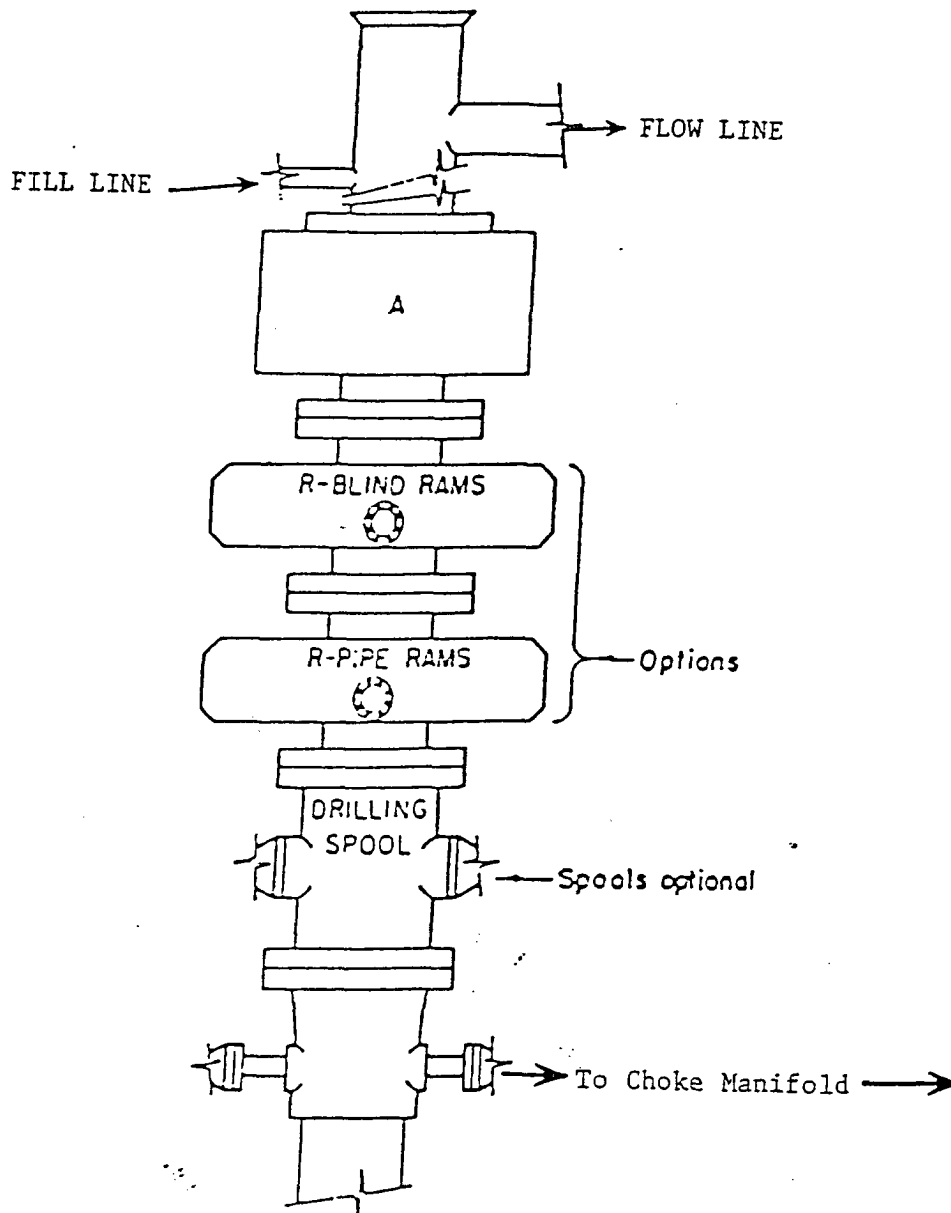 FLOW LINE
FILL LINE
A
R-BLIND RAMS
R-PIPE RAMS
Options
DRILLING
SPOOL
Spools optional
To Choke Manifold